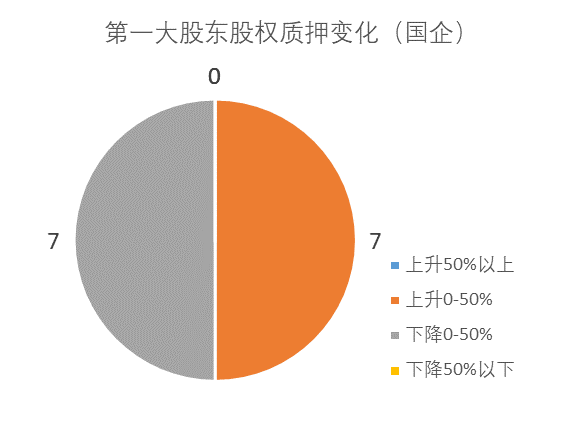 第一大股东股权质押变化（国企）
0
7
7
上升50%以上
上升0-50%
下降0-50%
下降50%以下